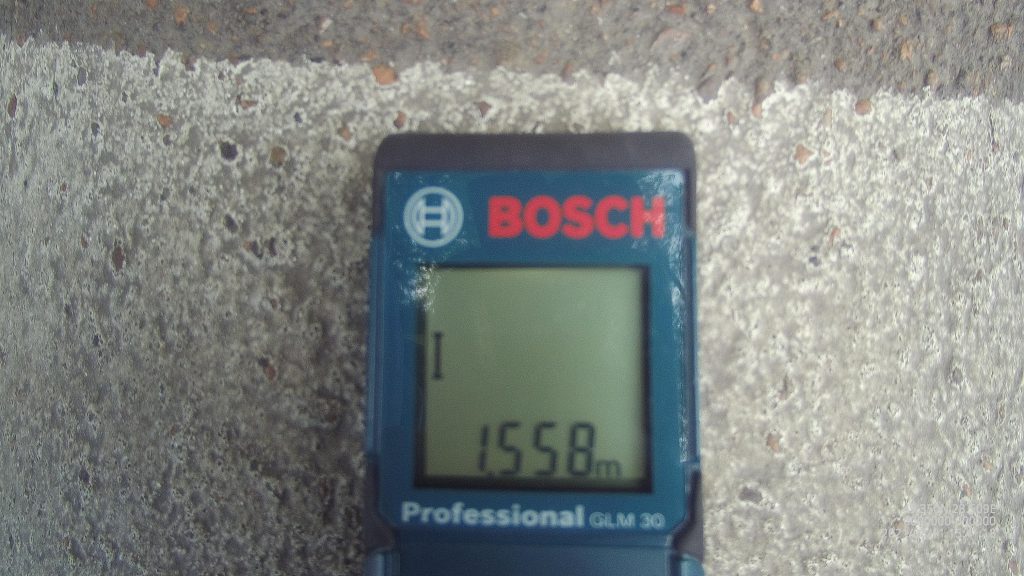 BOSCH
1.558m
Professional GLM 30